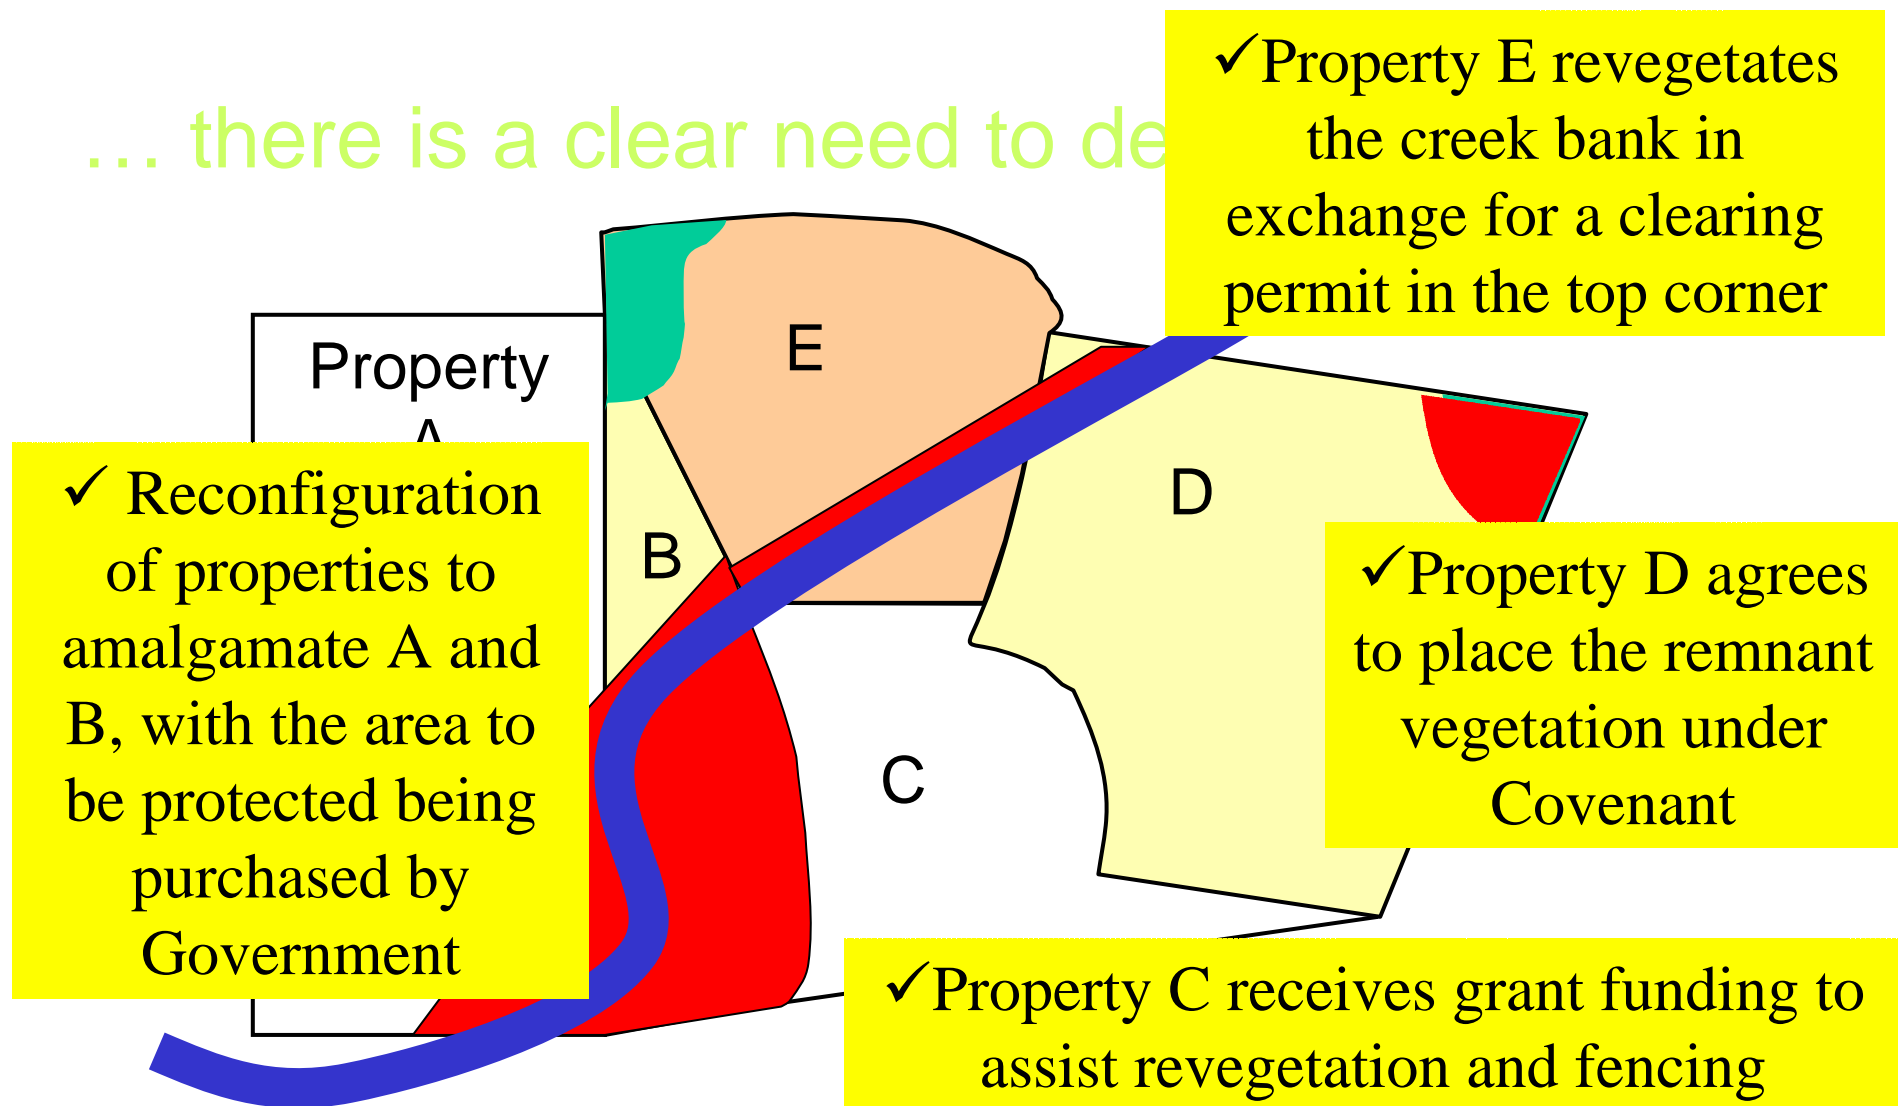 … there is a clear need to de
✓Property E revegetates
the creek bank in
exchange for a clearing
permit in the top corner
Property
A
E
B
D
C
✓ Reconfiguration
of properties to
amalgamate A and
B, with the area to
be protected being
purchased by
Government
✓Property D agrees
to place the remnant
vegetation under
Covenant
✓Property C receives grant funding to
assist revegetation and fencing